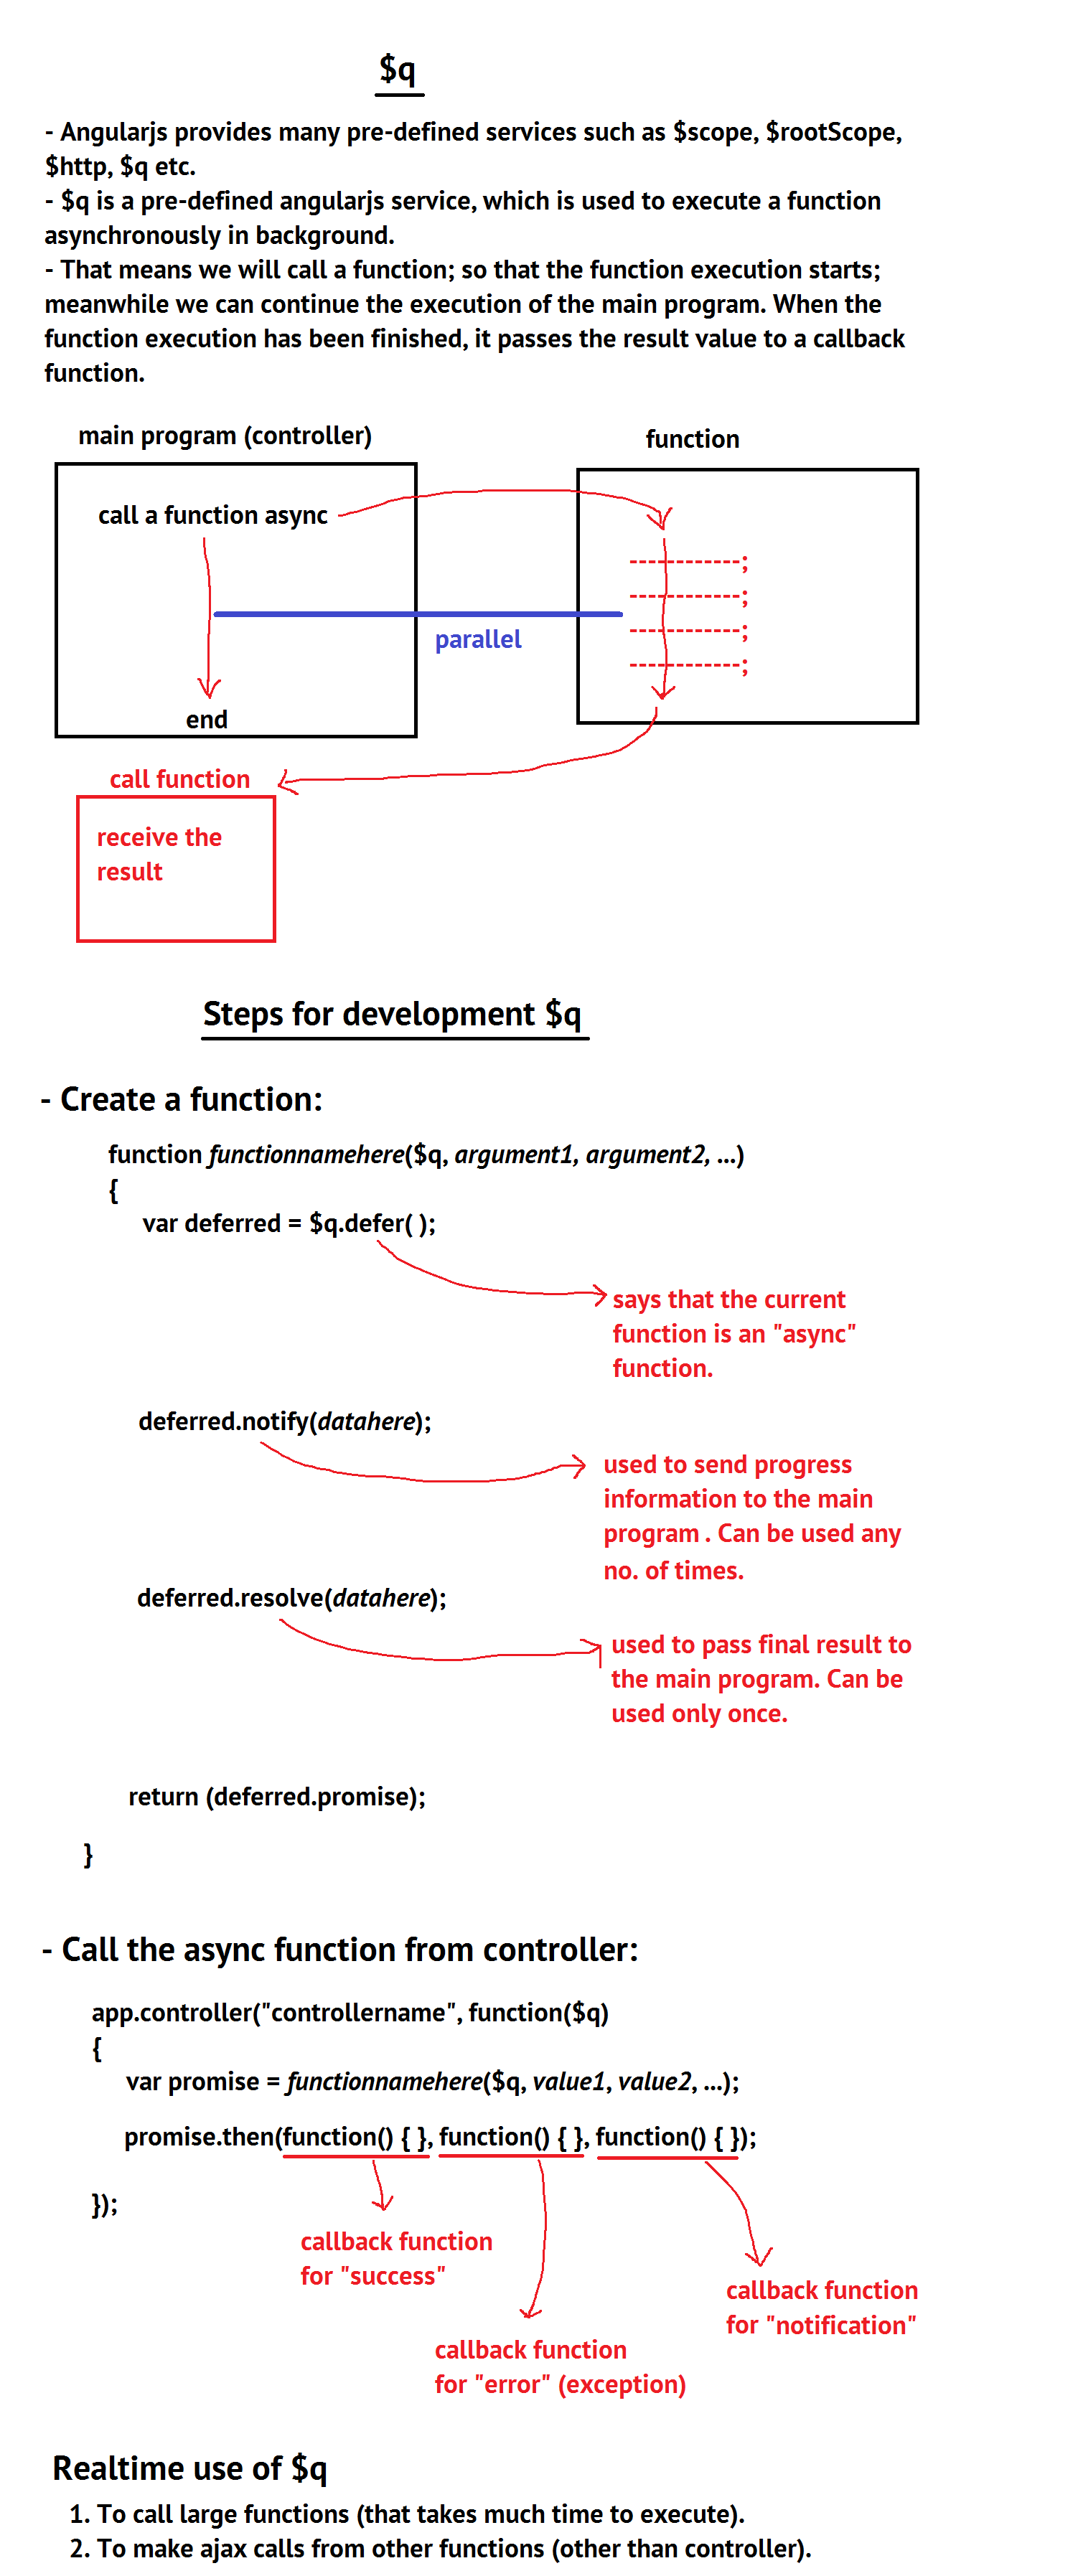 $q
- Angularjs provides many pre-defined services such as $scope, $rootScope,
$http, $q etc.
- $q is a pre-defined angularjs service, which is used to execute a function
asynchronously in background.
- That means we will call a function; so that the function execution starts;
meanwhile we can continue the execution of the main program. When the
function execution has been finished, it passes the result value to a callback
function.
main program (controller)
function
call a function async
------------;
------------;
parallel
------------;
------------;
end
call function
receive the
result
Steps for development $q
- Create a function:
function functionnamehere($q, argument1, argument2, ...)
{
var deferred = $q.defer( );
says that the current
function is an "async"
function.
deferred.notify(datahere);
used to send progress
information to the main
program . Can be used any
no. of times.
deferred.resolve(datahere);
used to pass final result to
the main program. Can be
used only once.
return (deferred.promise);
}
- Call the async function from controller:
app.controller("controllername", function($q)
{
var promise = functionnamehere($q, value1, value2, ...);
promise.then(function() { }, function() { }, function() { });
});
callback function
for "success"
callback function
for "notification"
callback function
for "error" (exception)
Realtime use of $q
1. To call large functions (that takes much time to execute).
2. To make ajax calls from other functions (other than controller).